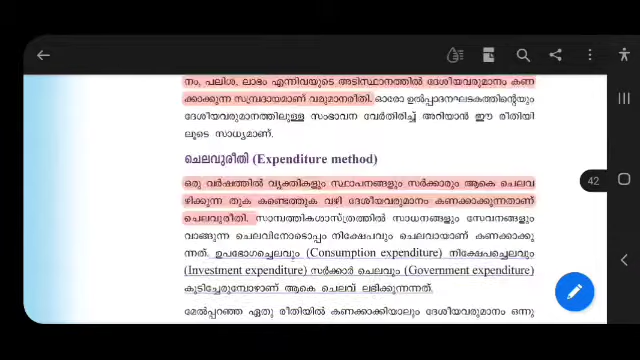 നം, പലിശ, ലാഭം എന്നിവയുടെ അടിസ്ഥാനത്തിൽ ദേശീയവരുമാനം കണ
ക്കാക്കുന്ന സമ്പ്രദായമാണ് വരുമാനരീതി. ഓരോ ഉൽപ്പാദനഘടകത്തിന്റെയും
ദേശീയവരുമാനത്തിലുള്ള സംഭാവന വേർതിരിച്ച് അറിയാൻ ഈ രീതിയി
ലൂടെ സാധ്യമാണ്.
ചെലവുരീതി (Expenditure method)
ഒരു വർഷത്തിൽ വ്യക്തികളും സ്ഥാപനങ്ങളും സർക്കാരും ആകെ ചെലവ
ഴിക്കുന്ന തുക കണ്ടെത്തുക വഴി ദേശീയവരുമാനം കണക്കാക്കുന്നതാണ്
ചെലവുരീതി. സാമ്പത്തികശാസ്ത്രത്തിൽ സാധനങ്ങളും സേവനങ്ങളും
വാങ്ങുന്ന ചെലവിനോടൊപ്പം നിക്ഷേപവും ചെലവായാണ് കണക്കാക്കു
ന്നത്. ഉപഭോഗച്ചെലവും (Consumption expenditure) നിക്ഷേപച്ചെലവും
(Investment expenditure) സർക്കാർ ചെലവും (Government expenditure)
കൂടിച്ചേരുമ്പോഴാണ് ആകെ ചെലവ് ലഭിക്കുന്നത്.
മേൽപ്പറഞ്ഞ ഏതു രീതിയിൽ കണക്കാക്കിയാലും ദേശീയവരുമാനം ഒന്നു
42